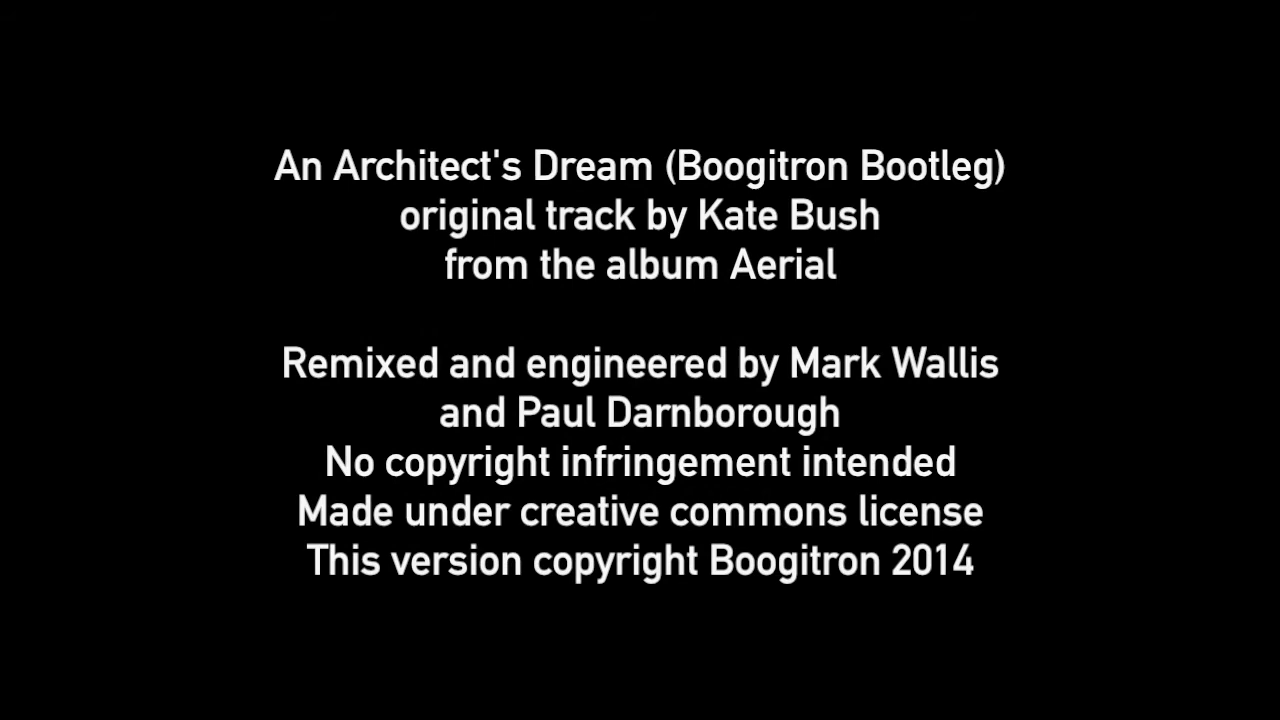 An Architect's Dream (Boogitron Bootleg)
original track by Kate Bush
from the album Aerial
Remixed and engineered by Mark Wallis
and Paul Darnborough
No copyright infringement intended
Made under creative commons license
This version copyright Boogitron 2014